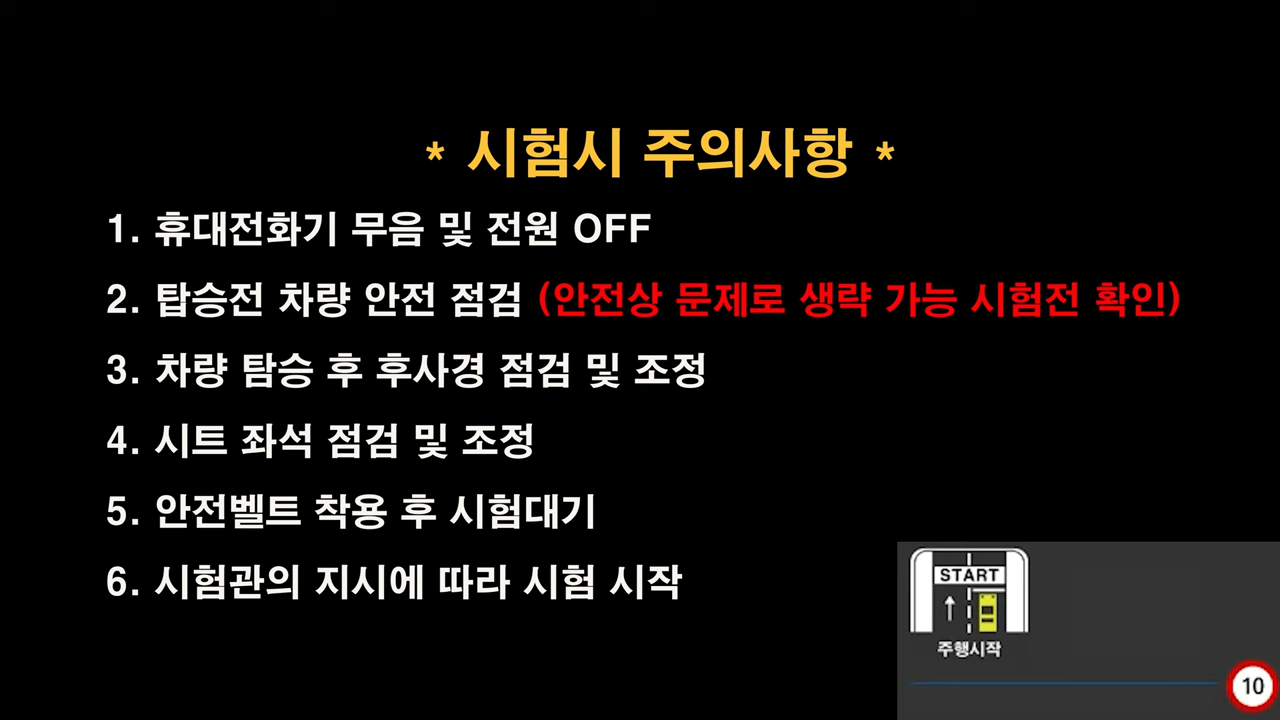 * 시험시 주의사항 *
1. 휴대전화기 무음 및 전원 OFF
2. 탑승전 차량 안전 점검 (안전상 문제로 생략 가능 시험전 확인)
3. 차량 탐승 후 후사경 점검 및 조정
4. 시트 좌석 점검 및 조정
5. 안전벨트 착용 후 시험대기
6. 시험관의 지시에 따라 시험 시작
START
주행시작
10